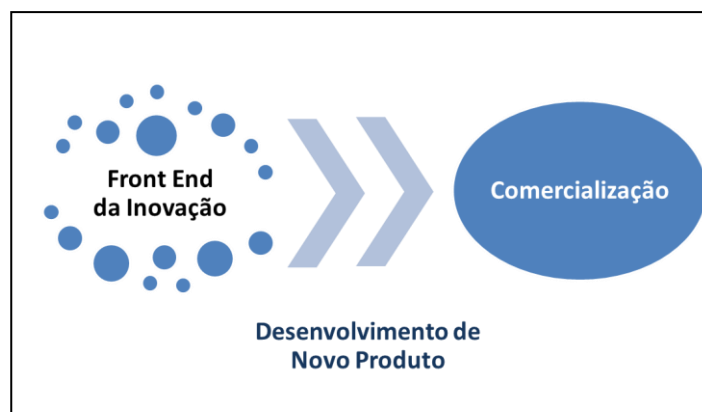 Front End
da Inovação
Comercialização
Desenvolvimento de
Novo Produto